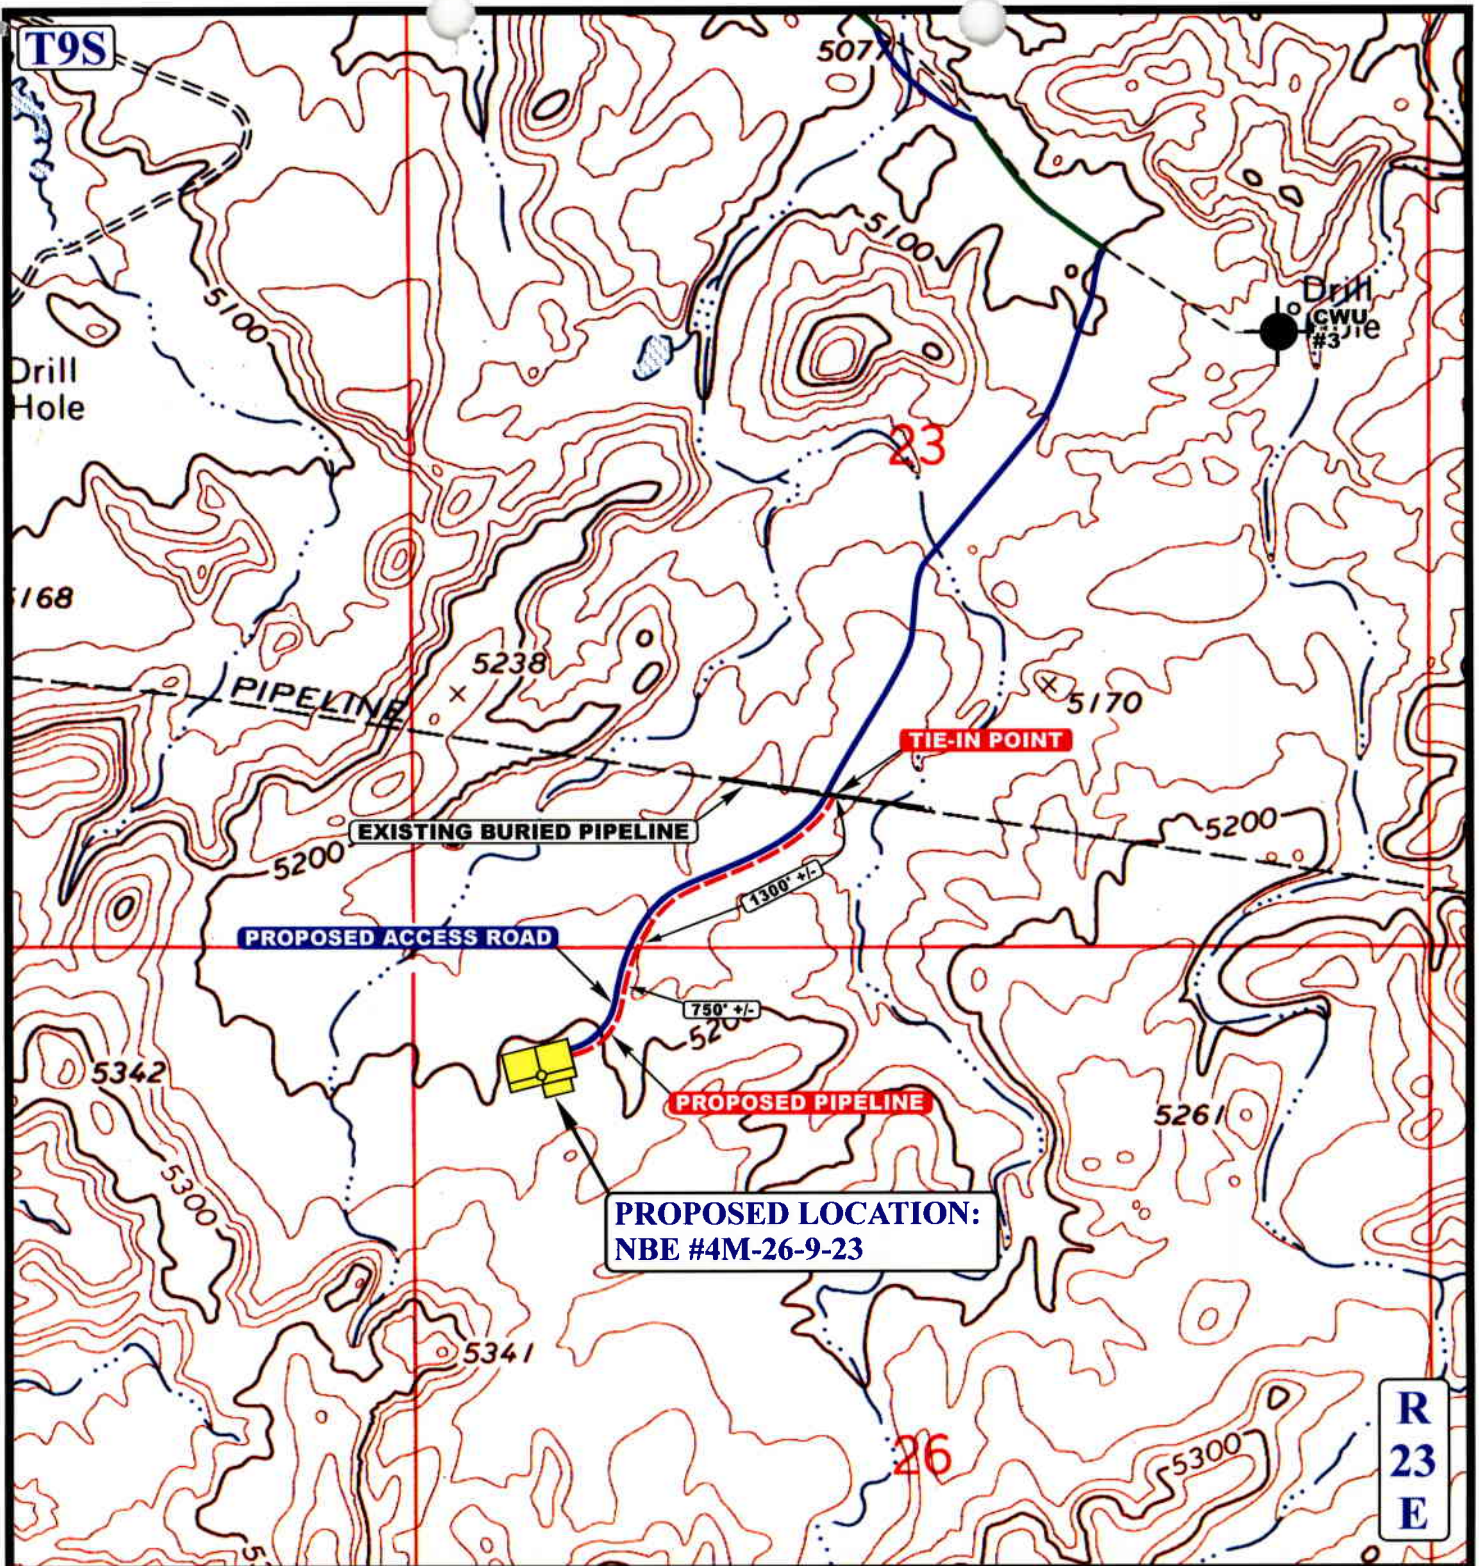 T9S
507
5100
5100
Drill
CWU
#3
Drill
Hole
23
168
5238
PIPELINE
5170
TIE-IN POINT
EXISTING BURIED PIPELINE
5200
5200
1300' +/-
PROPOSED ACCESS ROAD
750' +/-
520
5342
PROPOSED PIPELINE
5261
5300
PROPOSED LOCATION:
NBE #4M-26-9-23
5341
R
23
E
26
5300